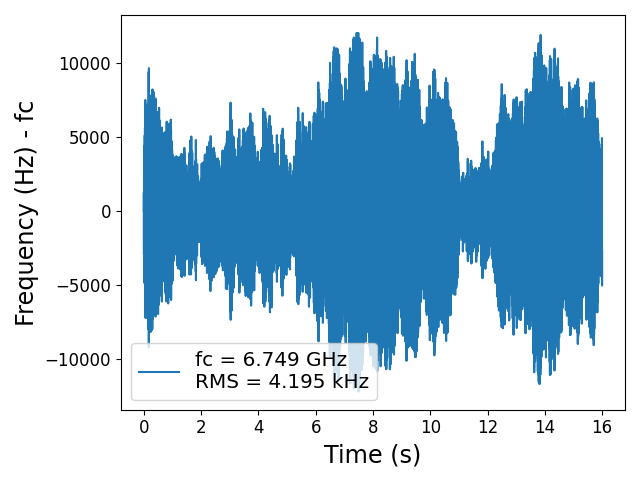 10000
5000
0
−5000
−10000
Frequency (Hz) - fc
fc = 6.749 GHz
RMS = 4.195 kHz
0 2 4 6 8 10 12 14 16
Time (s)